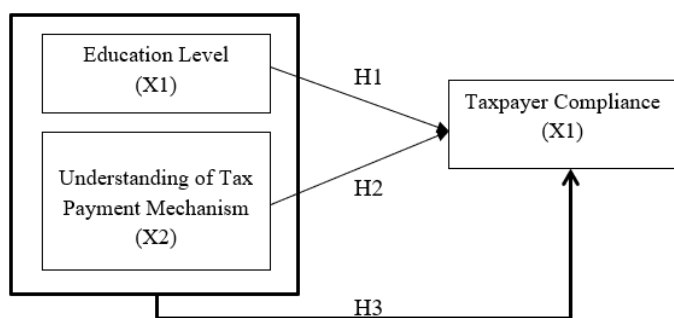 Education Level
(X1)
H1
Taxpayer Compliance
(X1)
Understanding of Tax
Payment Mechanism
(X2)
H2
H3